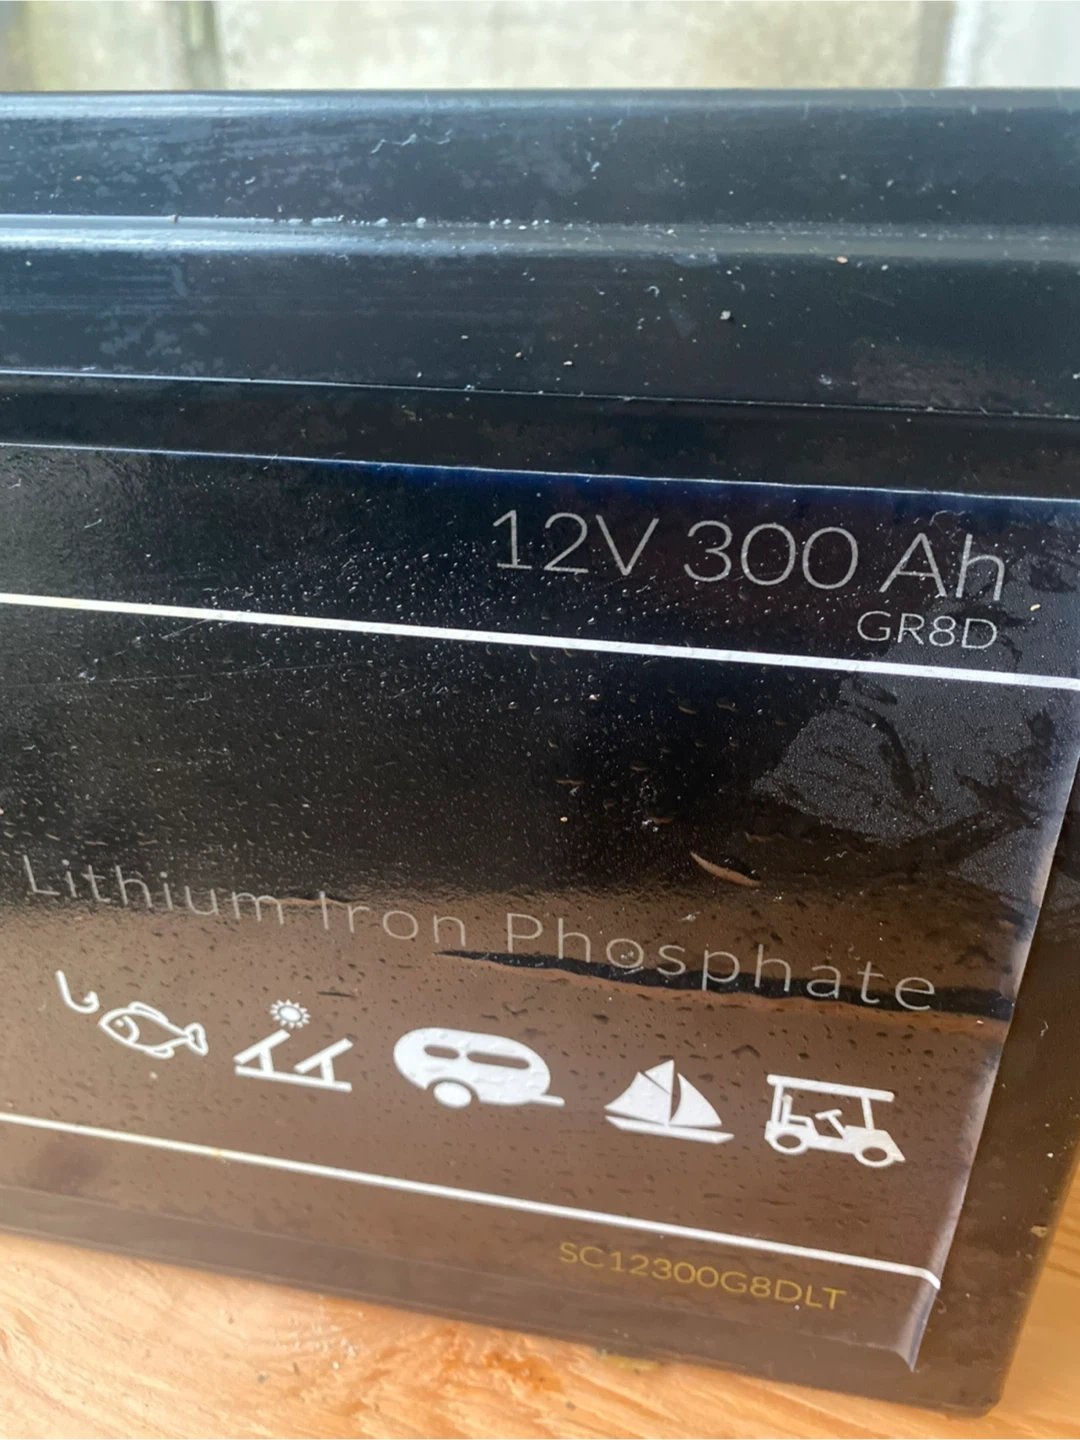 12V 300 Ah
GR8D
Lithium Iron Phosphate
SC12300G8DLT